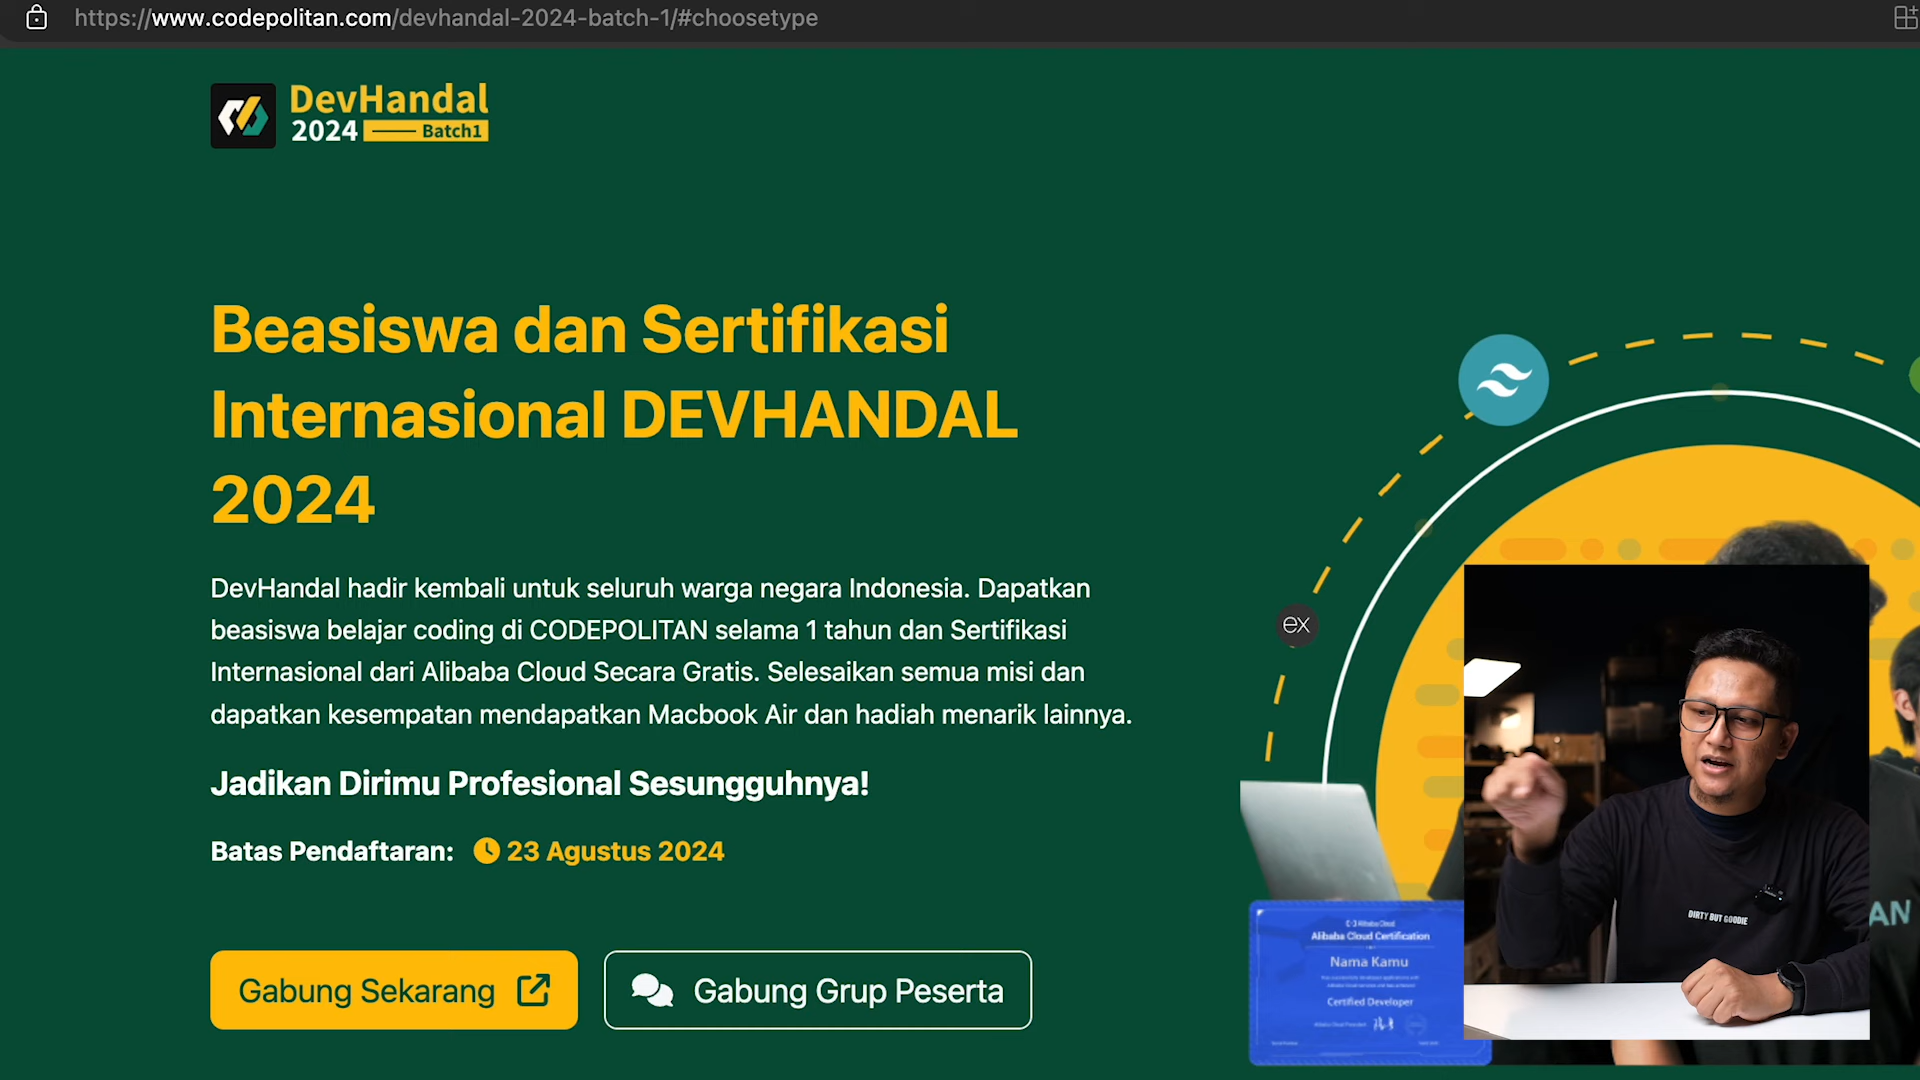 https://www.codepolitan.com/devhandal-2024-batch-1/#choosetype
DevHandal
2024 Batch1
Beasiswa dan Sertifikasi
Internasional DEVHANDAL
2024
DevHandal hadir kembali untuk seluruh warga negara Indonesia. Dapatkan
beasiswa belajar coding di CODEPOLITAN selama 1 tahun dan Sertifikasi
Internasional dari Alibaba Cloud Secara Gratis. Selesaikan semua misi dan
dapatkan kesempatan mendapatkan Macbook Air dan hadiah menarik lainnya.
Jadikan Dirimu Profesional Sesungguhnya!
Batas Pendaftaran: 23 Agustus 2024
Gabung Sekarang
Gabung Grup Peserta
ex
Alibaba Cloud
Alibaba Cloud Certification
Nama Kamu
Certified Developer
DIRTY BUT GOODIE
AN